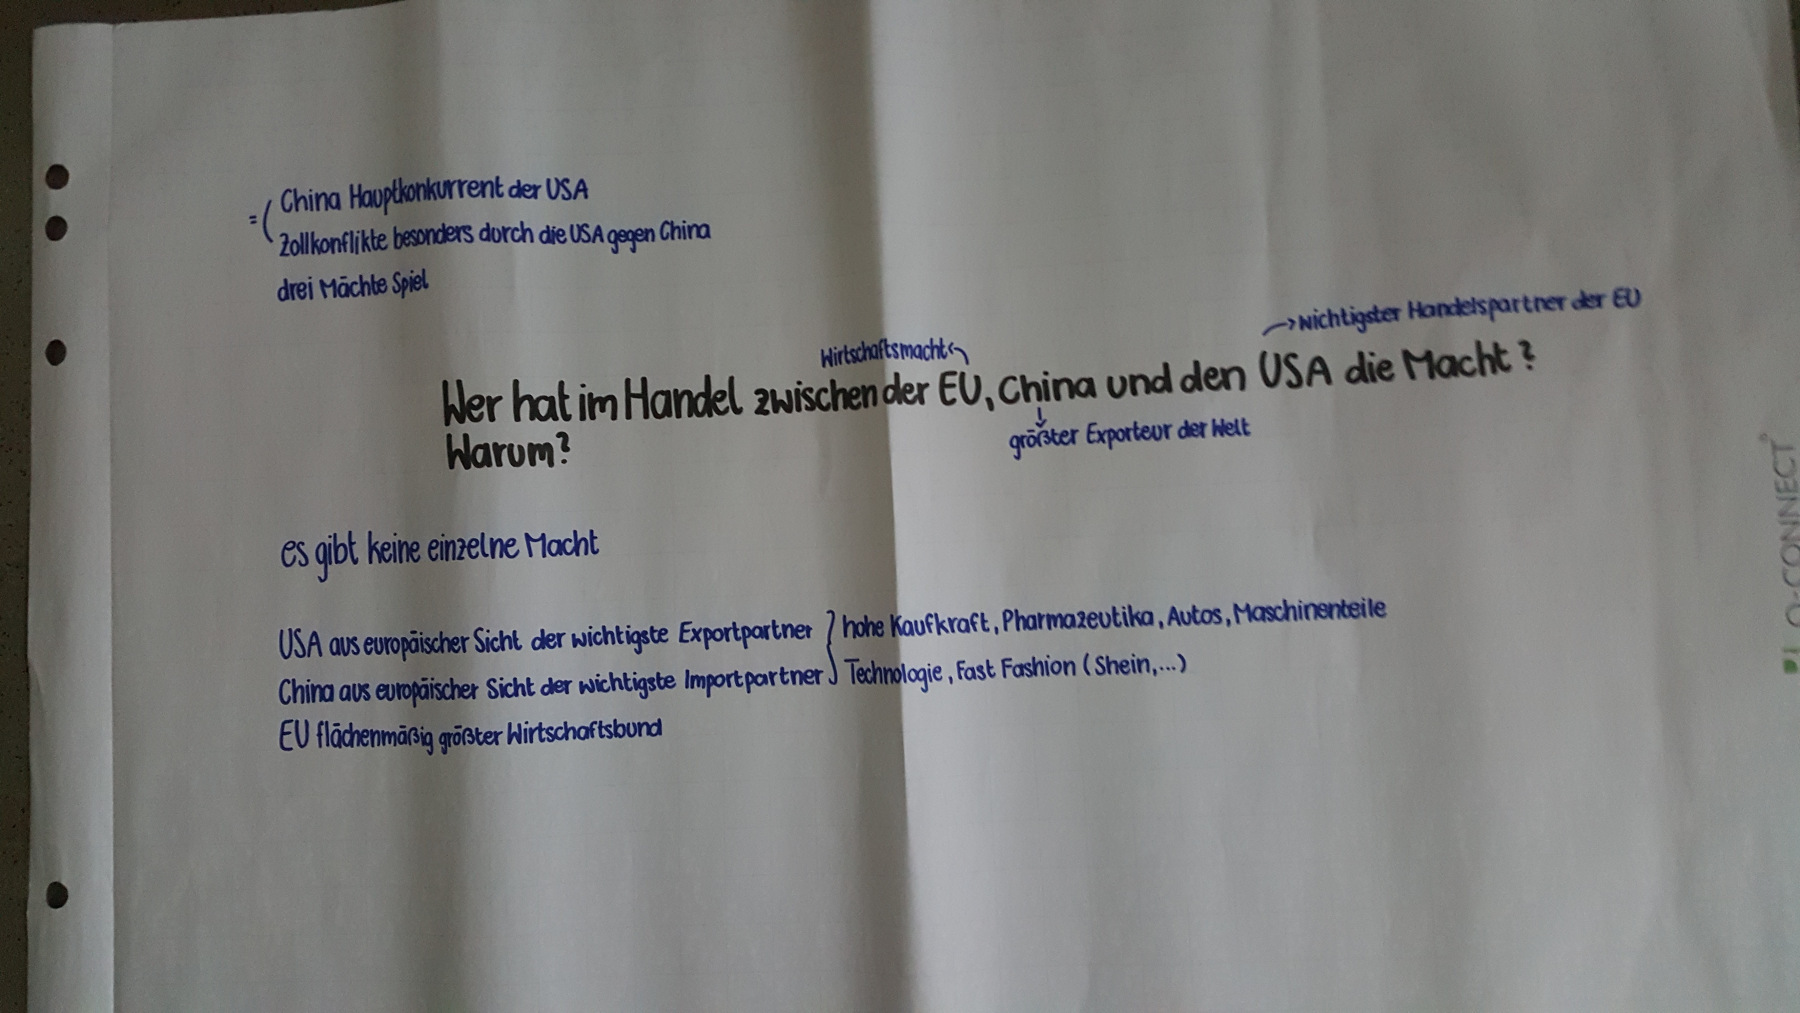 = ( China Hauptkonkurrent der USA
Zollkonflikte besonders durch die USA gegen China
drei Mächte Spiel
→ wichtigster Handelspartner der EU
Wirtschaftsmacht ↰
Wer hat im Handel zwischen der EU, China und den USA die Macht?
↓
größter Exporteur der Welt
Warum?
es gibt keine einzelne Macht
USA aus europäischer Sicht der wichtigste Exportpartner } hohe Kaufkraft, Pharmazeutika, Autos, Maschinenteile
China aus europäischer Sicht der wichtigste Importpartner } Technologie, Fast Fashion (Shein,...)
EU flächenmäßig größter Wirtschaftsbund
O-CONNECT